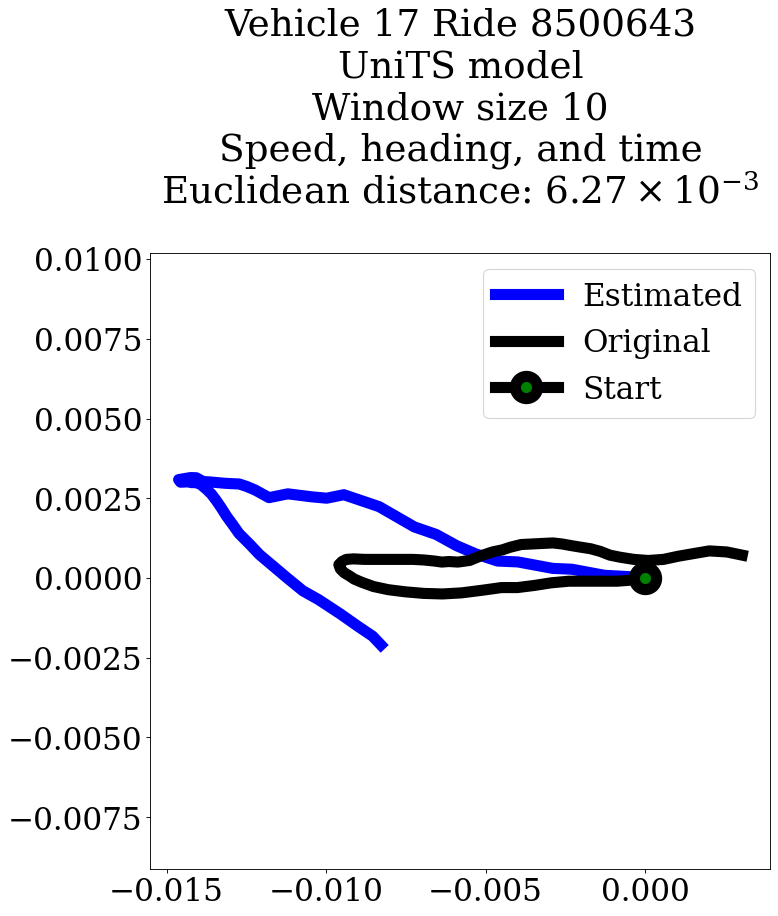 Vehicle 17 Ride 8500643
UniTS model
Window size 10
Speed, heading, and time
Euclidean distance: 6.27 × 10⁻³
0.0100
0.0075
0.0050
0.0025
0.0000
−0.0025
−0.0050
−0.0075
Estimated
Original
Start
−0.015
−0.010
−0.005
0.000